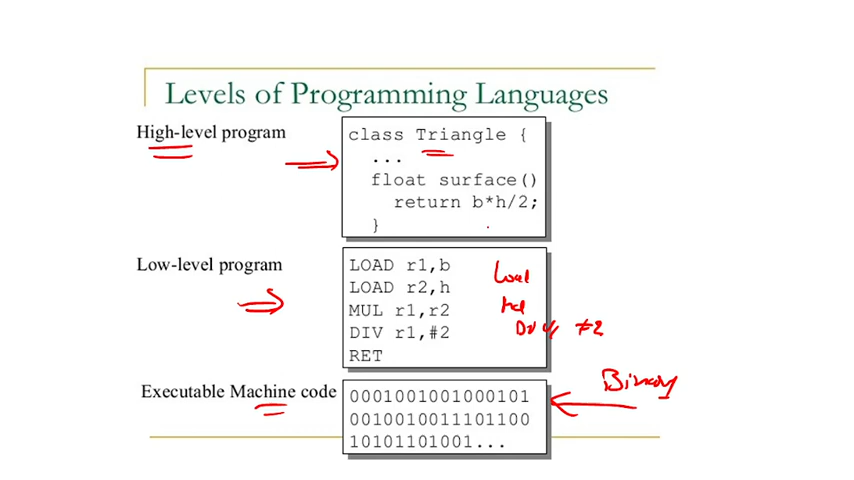 Levels of Programming Languages
High-level program
class Triangle {
...
float surface()
return b*h/2;
}
Low-level program
LOAD r1,b
LOAD r2,h
MUL r1,r2
DIV r1,#2
RET
Load
Executable Machine code
0001001001000101
0010010011101100
10101101001...
Binary